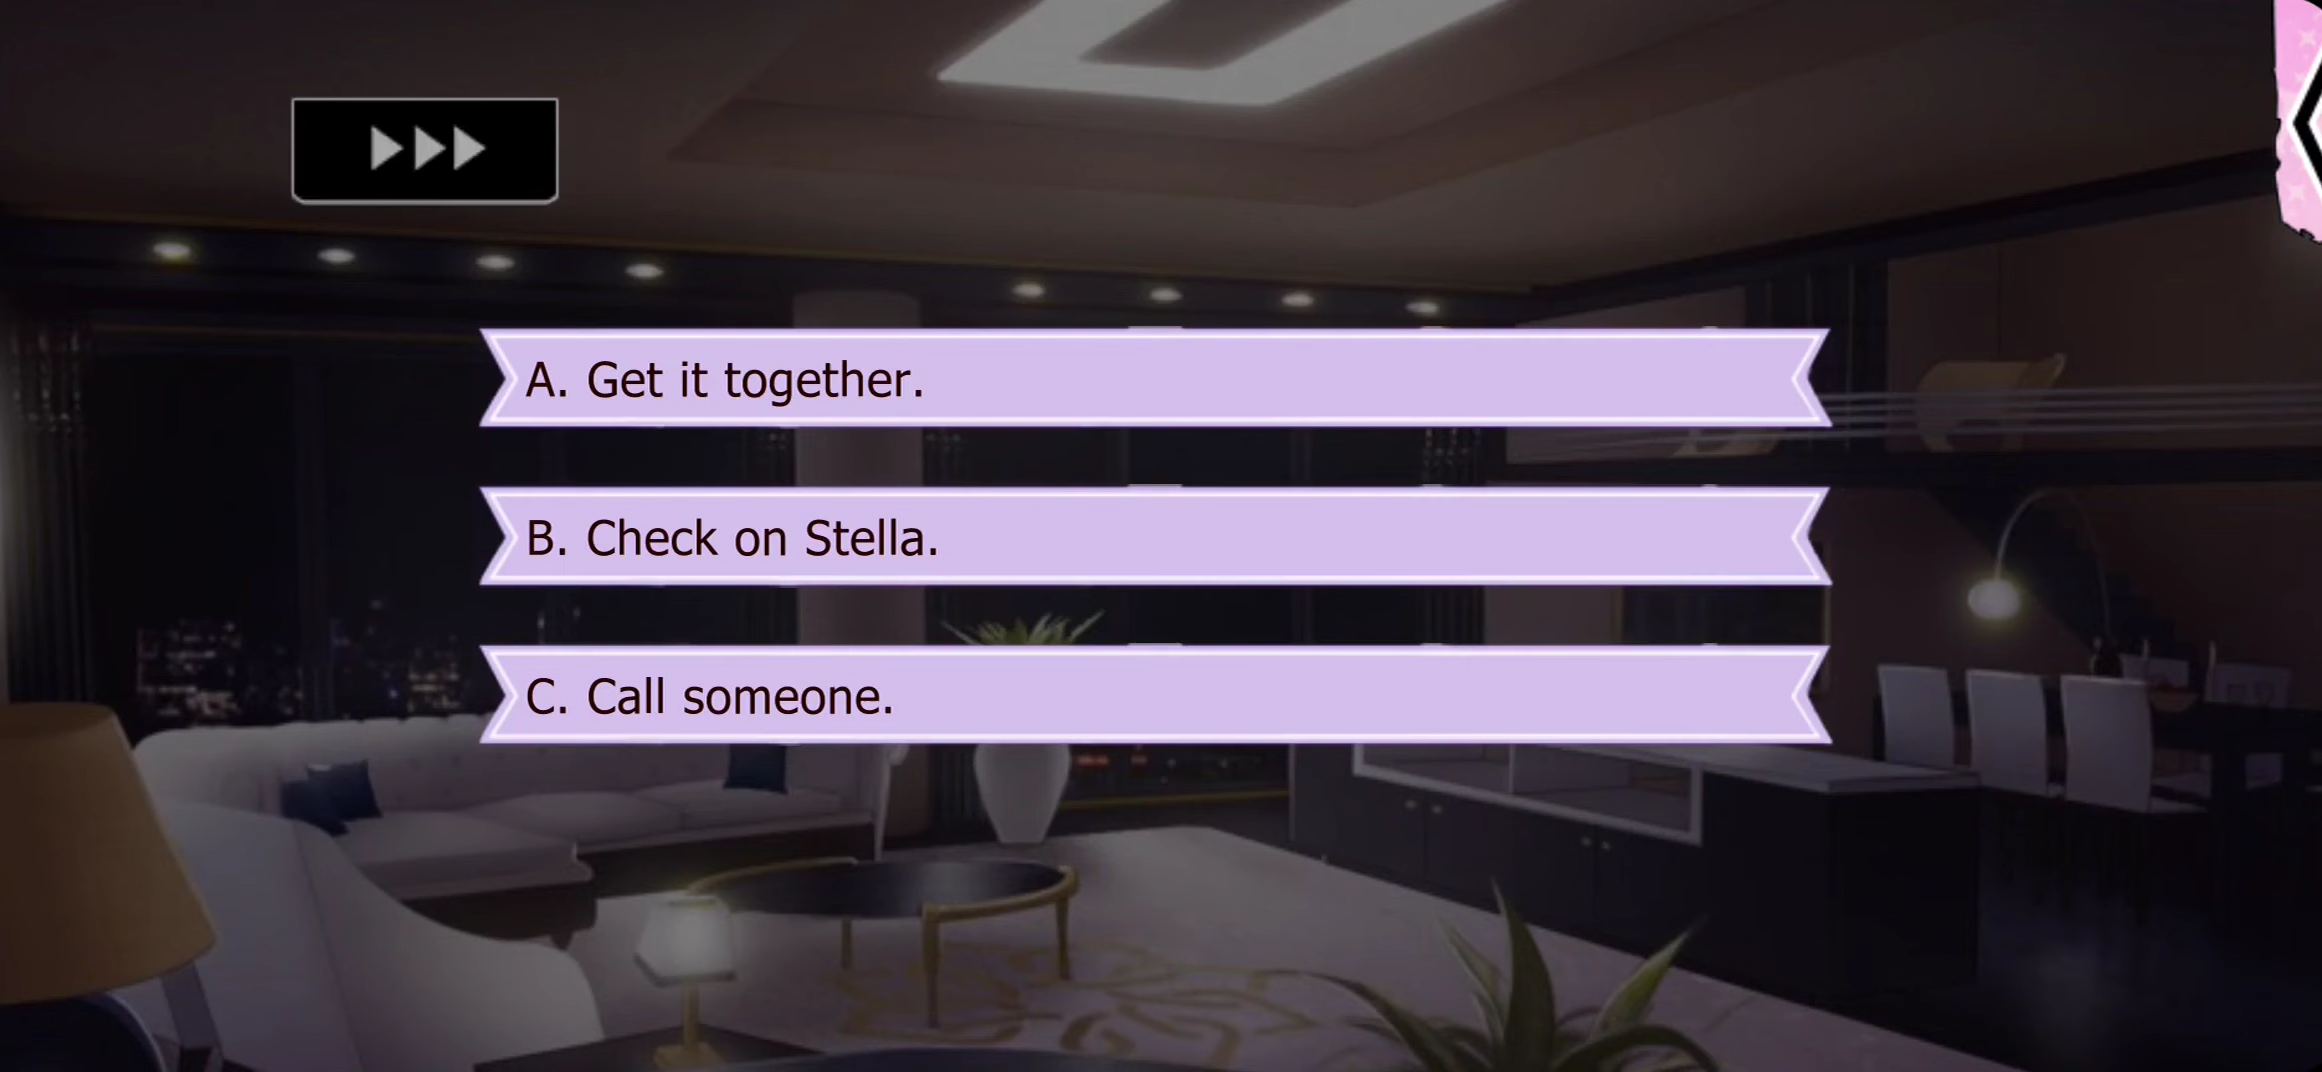 A. Get it together.
B. Check on Stella.
C. Call someone.